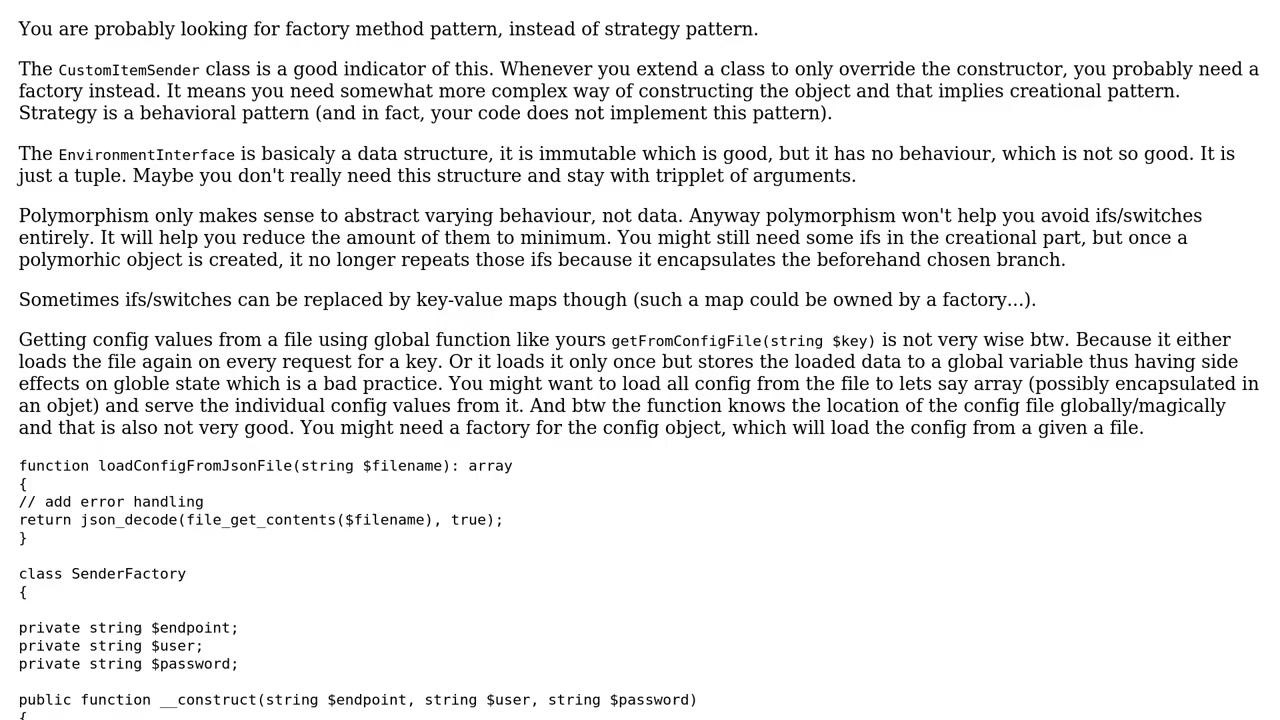 You are probably looking for factory method pattern, instead of strategy pattern.
The CustomItemSender class is a good indicator of this. Whenever you extend a class to only override the constructor, you probably need a
factory instead. It means you need somewhat more complex way of constructing the object and that implies creational pattern.
Strategy is a behavioral pattern (and in fact, your code does not implement this pattern).
The EnvironmentInterface is basicaly a data structure, it is immutable which is good, but it has no behaviour, which is not so good. It is
just a tuple. Maybe you don't really need this structure and stay with tripplet of arguments.
Polymorphism only makes sense to abstract varying behaviour, not data. Anyway polymorphism won't help you avoid ifs/switches
entirely. It will help you reduce the amount of them to minimum. You might still need some ifs in the creational part, but once a
polymorhic object is created, it no longer repeats those ifs because it encapsulates the beforehand chosen branch.
Sometimes ifs/switches can be replaced by key-value maps though (such a map could be owned by a factory...).
Getting config values from a file using global function like yours getFromConfigFile(string $key) is not very wise btw. Because it either
loads the file again on every request for a key. Or it loads it only once but stores the loaded data to a global variable thus having side
effects on globle state which is a bad practice. You might want to load all config from the file to lets say array (possibly encapsulated in
an objet) and serve the individual config values from it. And btw the function knows the location of the config file globally/magically
and that is also not very good. You might need a factory for the config object, which will load the config from a given a file.
function loadConfigFromJsonFile(string $filename): array
{
// add error handling
return json_decode(file_get_contents($filename), true);
}
class SenderFactory
{
private string $endpoint;
private string $user;
private string $password;
public function __construct(string $endpoint, string $user, string $password)
{